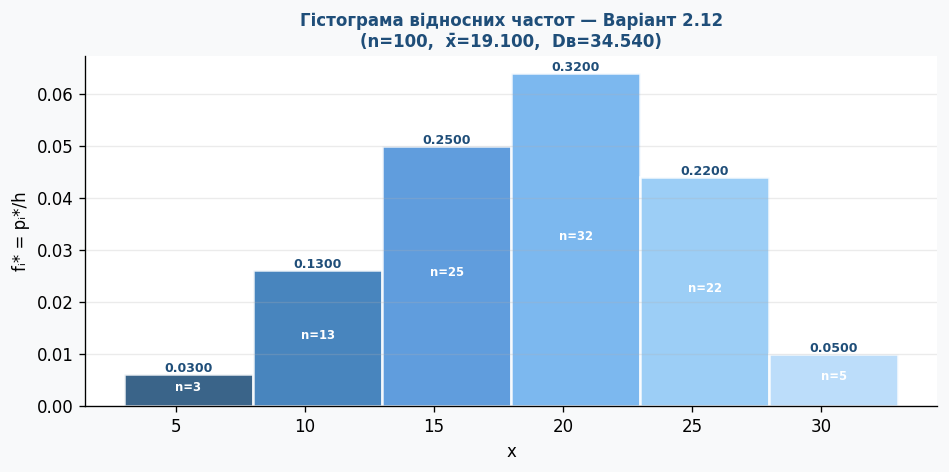 Гістограма відносних частот — Варіант 2.12
(n=100, x̄=19.100, Dв=34.540)
fᵢ* = pᵢ*/h
0.06
0.05
0.04
0.03
0.02
0.01
0.00
0.0300
n=3
0.1300
n=13
0.2500
n=25
0.3200
n=32
0.2200
n=22
0.0500
n=5
5 10 15 20 25 30
x